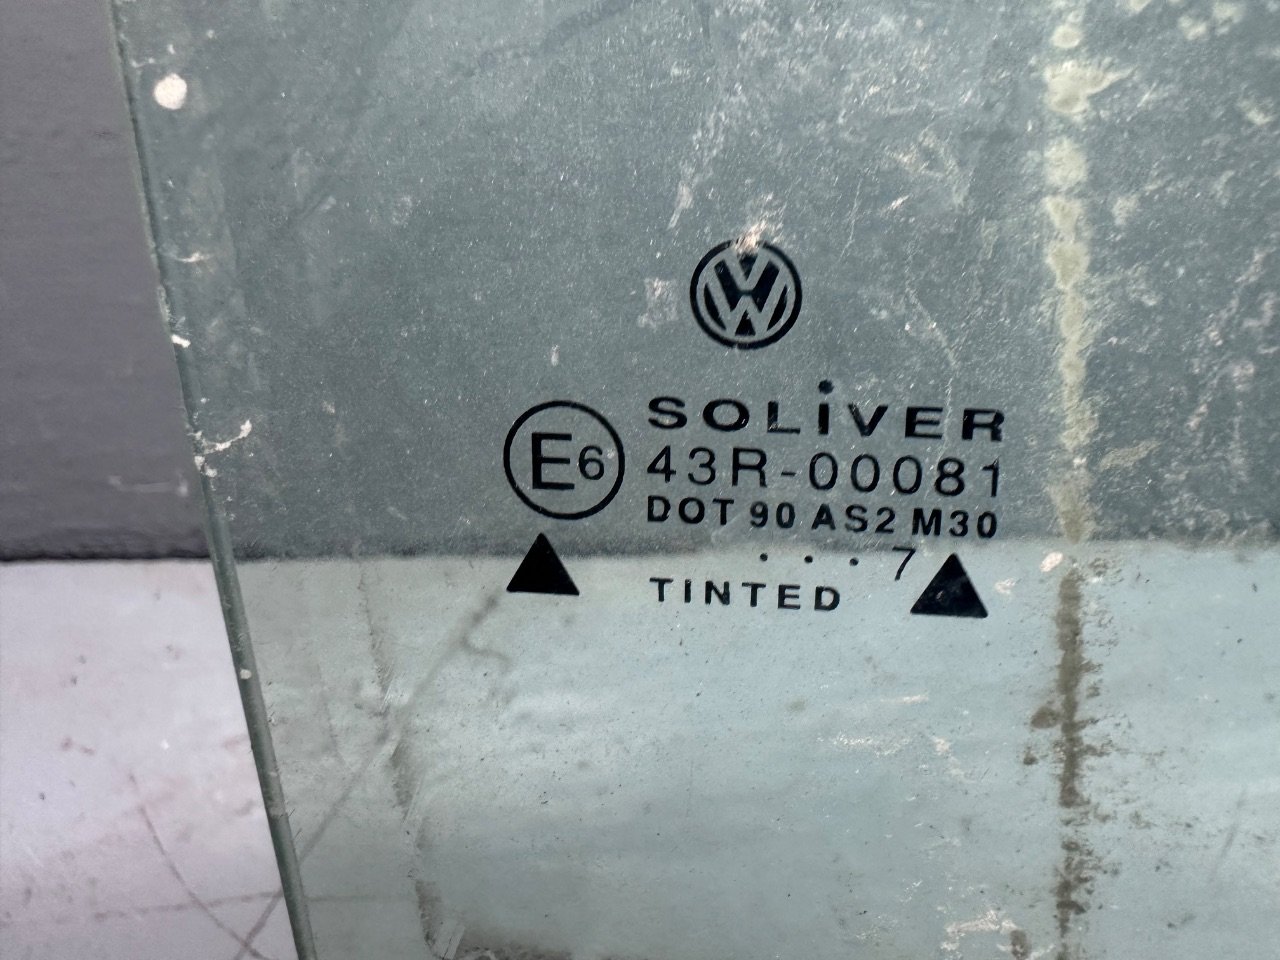 VW
SOLiVER
E6 43R-00081
DOT 90 AS2 M30
. . . 7
TINTED